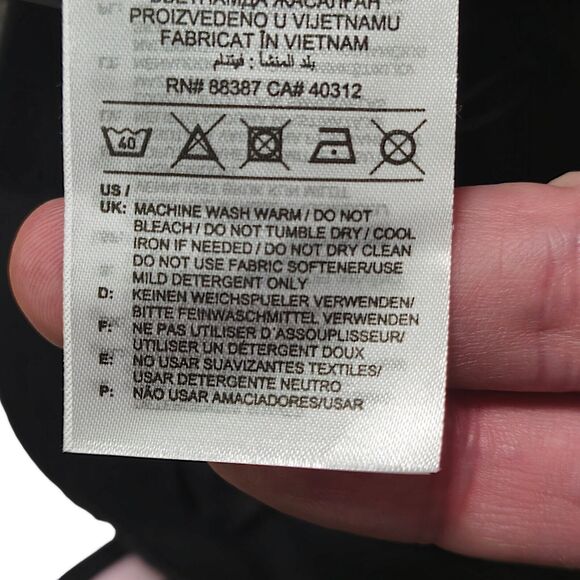 PROIZVEDENO U VIJETNAMU
FABRICAT ÎN VIETNAM
بلد المنشأ : فيتنام
RN# 88387 CA# 40312
40
US /
UK: MACHINE WASH WARM / DO NOT
BLEACH / DO NOT TUMBLE DRY / COOL
IRON IF NEEDED / DO NOT DRY CLEAN
DO NOT USE FABRIC SOFTENER/USE
MILD DETERGENT ONLY
D: KEINEN WEICHSPUELER VERWENDEN/
BITTE FEINWASCHMITTEL VERWENDEN
F: NE PAS UTILISER D'ASSOUPLISSEUR/
UTILISER UN DÉTERGENT DOUX
E: NO USAR SUAVIZANTES TEXTILES/
USAR DETERGENTE NEUTRO
P: NÃO USAR AMACIADORES/USAR